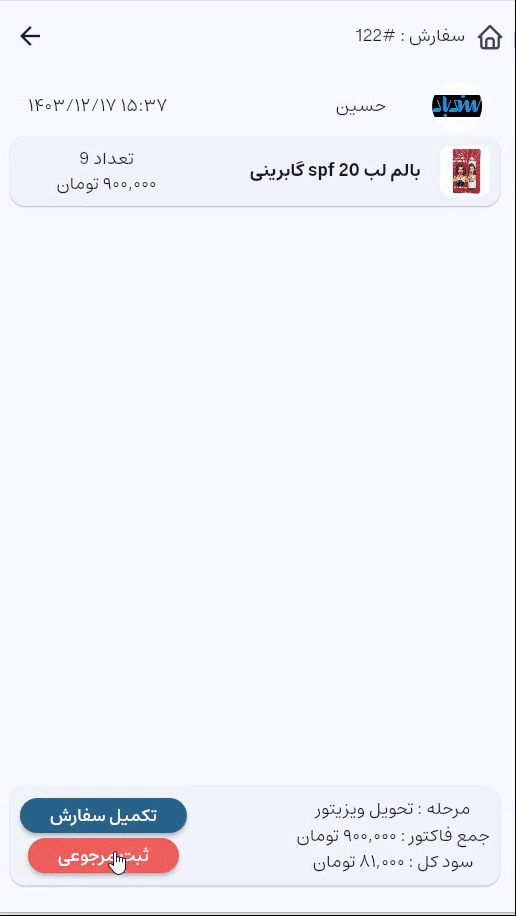 سفارش : #122
سندباد
حسین
۱۴۰۳/۱۲/۱۷ ۱۵:۳۷
بالم لب spf 20 گابرینی
تعداد 9
۹۰۰,۰۰۰ تومان
مرحله : تحویل ویزیتور
جمع فاکتور : ۹۰۰,۰۰۰ تومان
سود کل : ۸۱,۰۰۰ تومان
تکمیل سفارش
ثبت مرجوعی